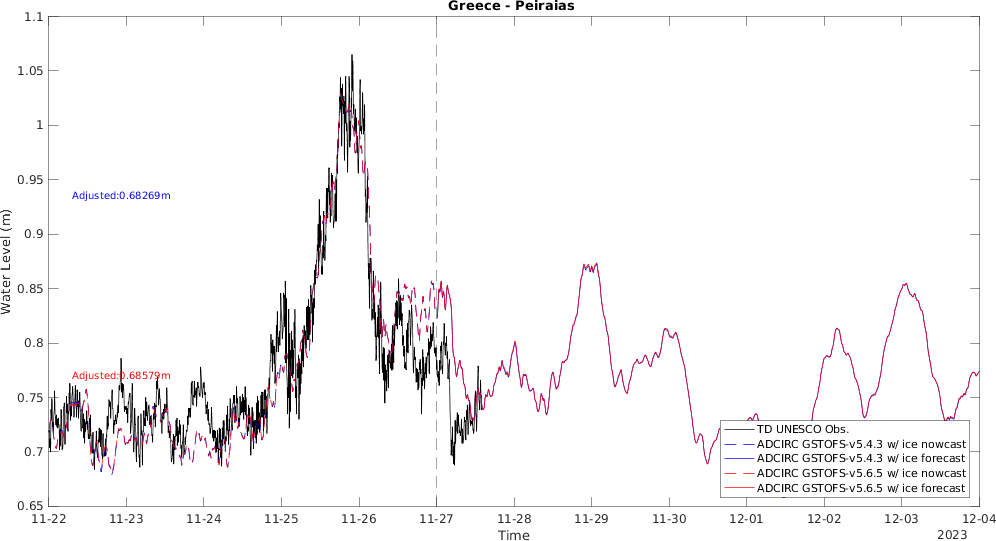 Greece - Peiraias
1.1
1.05
1
0.95
0.9
0.85
0.8
0.75
0.7
0.65
Water Level (m)
Adjusted:0.68269m
Adjusted:0.68579m
TD UNESCO Obs.
ADCIRC GSTOFS-v5.4.3 w/ ice nowcast
ADCIRC GSTOFS-v5.4.3 w/ ice forecast
ADCIRC GSTOFS-v5.6.5 w/ ice nowcast
ADCIRC GSTOFS-v5.6.5 w/ ice forecast
11-22 11-23 11-24 11-25 11-26 11-27 11-28 11-29 11-30 12-01 12-02 12-03 12-04
Time
2023